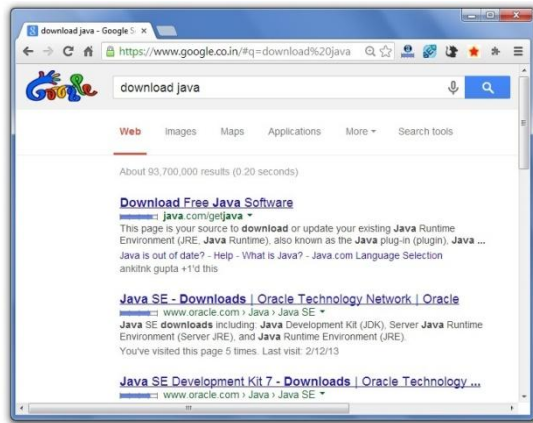 download java - Google S
https://www.google.co.in/#q=download%20java
Google
download java
Web Images Maps Applications More Search tools
About 93,700,000 results (0.20 seconds)
Download Free Java Software
java.com/getjava
This page is your source to download or update your existing Java Runtime
Environment (JRE, Java Runtime), also known as the Java plug-in (plugin), Java ...
Java is out of date? - Help - What is Java? - Java.com Language Selection
ankitnk gupta +1'd this
Java SE - Downloads | Oracle Technology Network | Oracle
www.oracle.com › Java › Java SE
Java SE downloads including: Java Development Kit (JDK), Server Java Runtime
Environment (Server JRE), and Java Runtime Environment (JRE).
You've visited this page 5 times. Last visit: 2/12/13
Java SE Development Kit 7 - Downloads | Oracle Technology ...
www.oracle.com › Java › Java SE